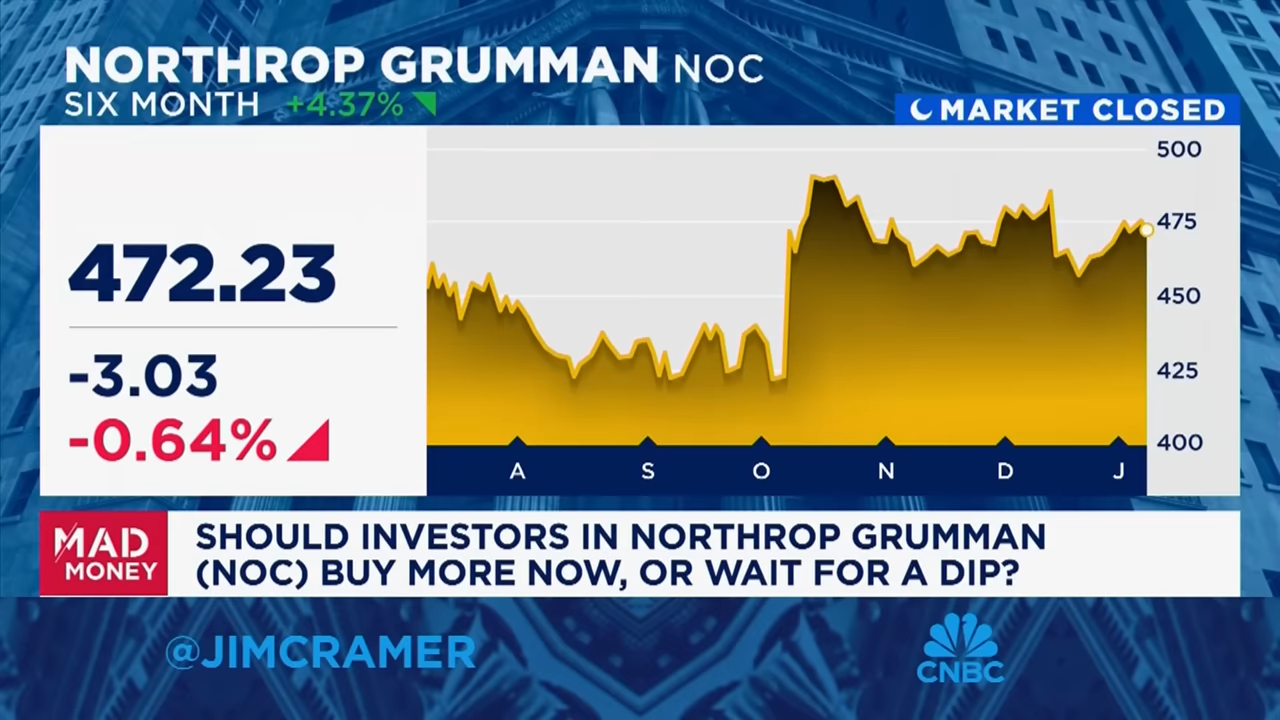 NORTHROP GRUMMAN NOC
SIX MONTH +4.37%
MARKET CLOSED
472.23
-3.03
-0.64%
500
475
450
425
400
A S O N D J
MAD
MONEY
SHOULD INVESTORS IN NORTHROP GRUMMAN
(NOC) BUY MORE NOW, OR WAIT FOR A DIP?
@JIMCRAMER
CNBC